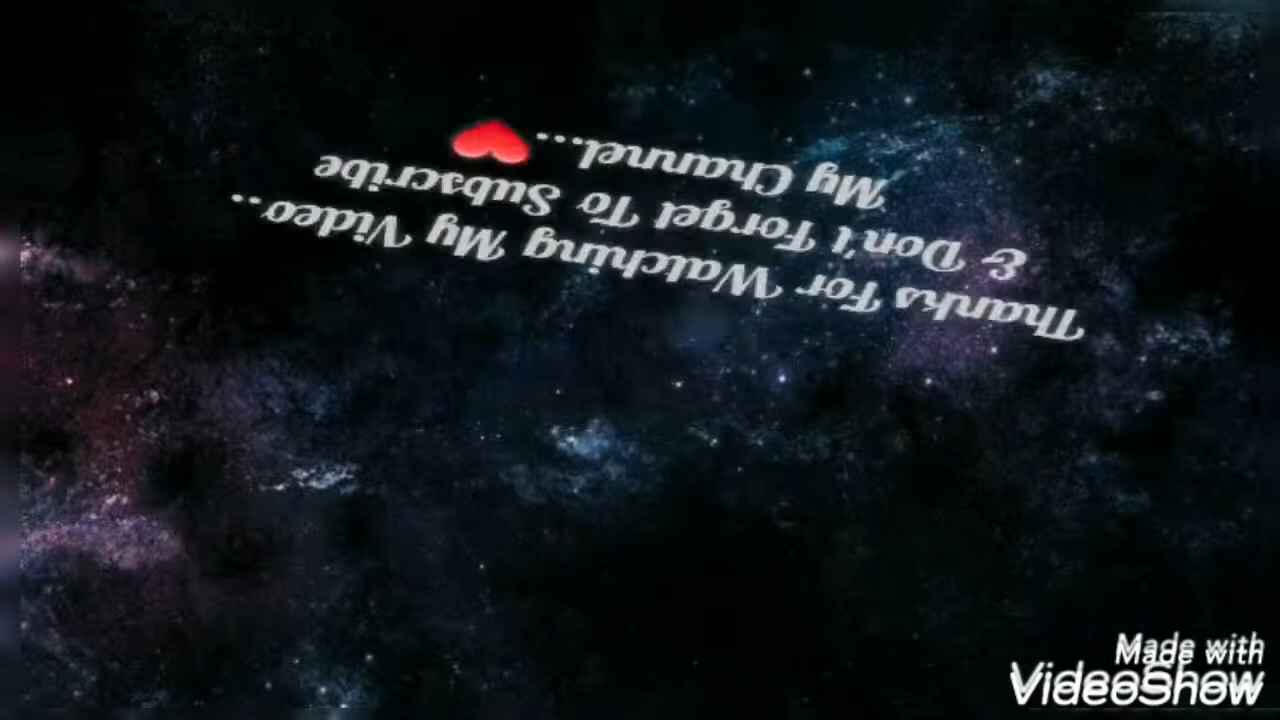 Thanks For Watching My Video..
& Don't Forget To Subscribe
My Channel...❤
Made with
VideoShow